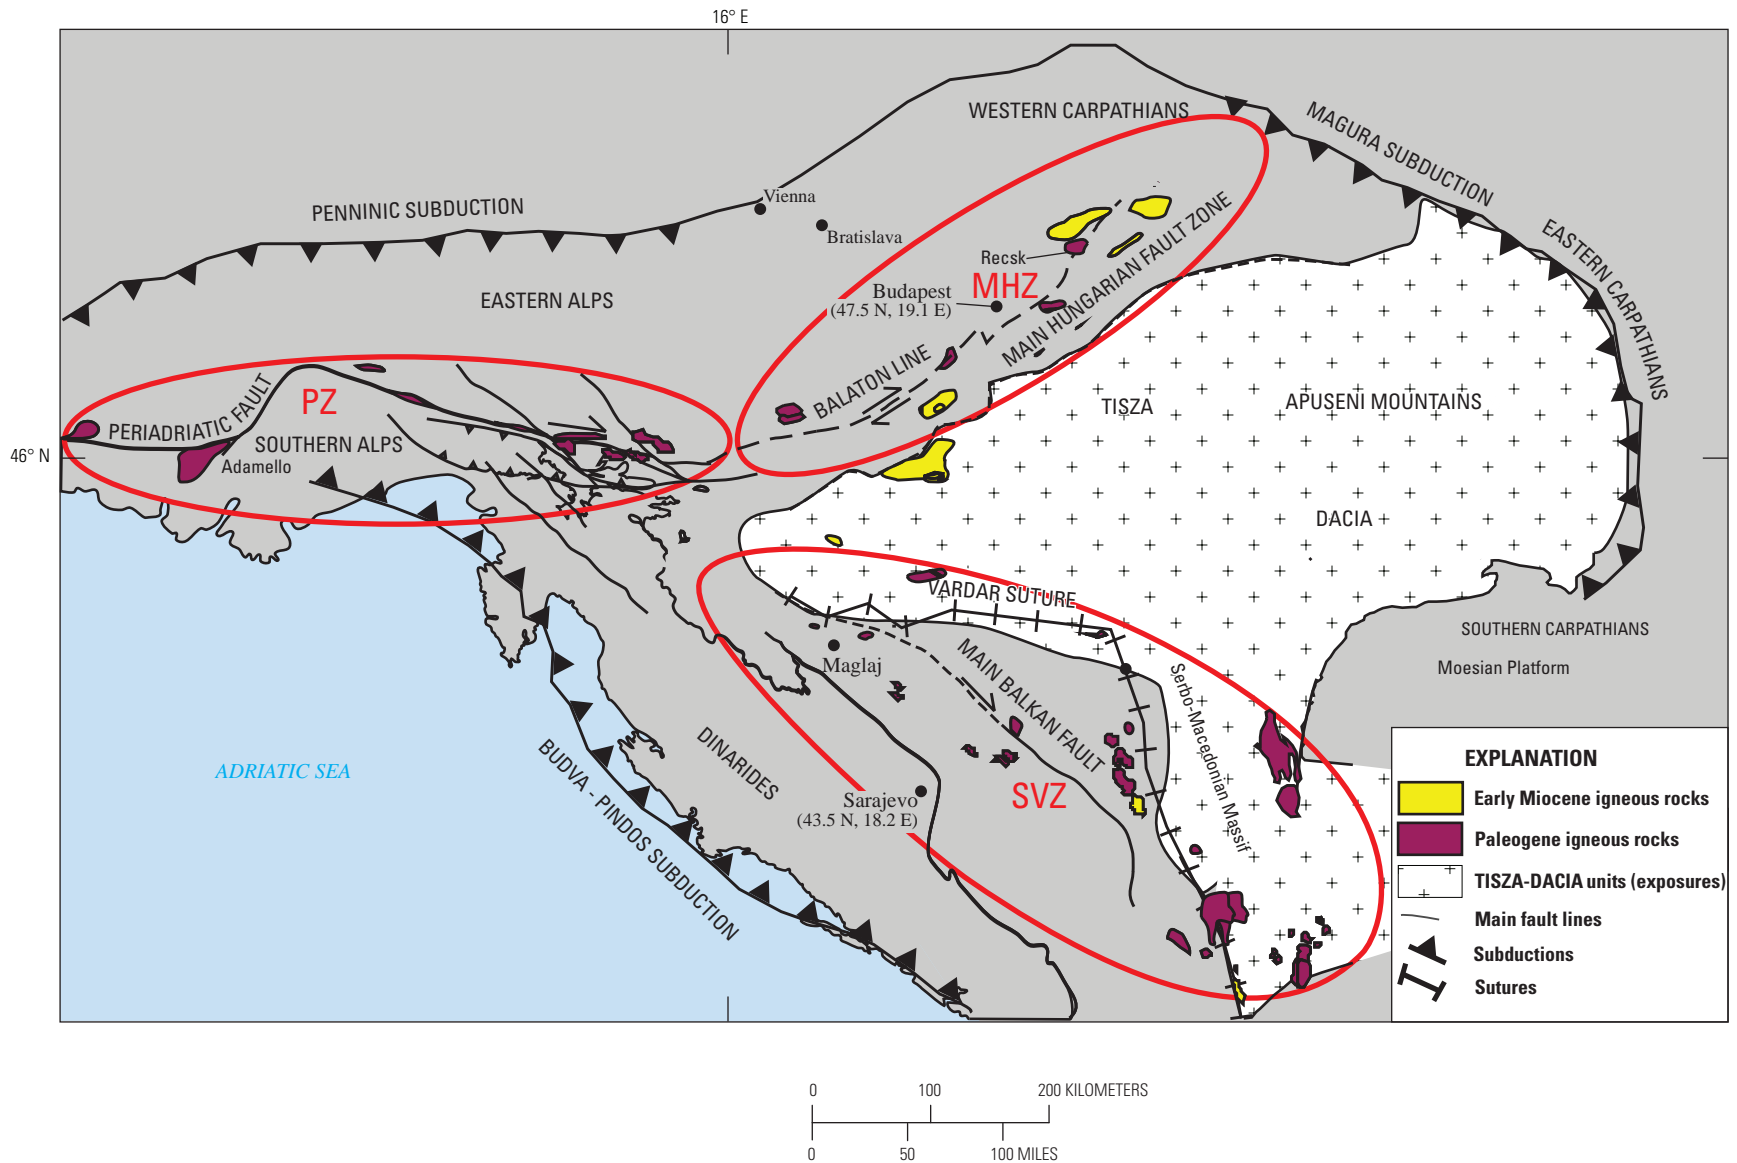 16° E
WESTERN CARPATHIANS
MAGURA SUBDUCTION
PENNINIC SUBDUCTION
Vienna
Bratislava
EASTERN CARPATHIANS
Recsk
MHZ
MAIN HUNGARIAN FAULT ZONE
EASTERN ALPS
Budapest
(47.5 N, 19.1 E)
BALATON LINE
PERIADRIATIC FAULT
PZ
SOUTHERN ALPS
Adamello
46° N
TISZA
APUSENI MOUNTAINS
DACIA
VARDAR SUTURE
SOUTHERN CARPATHIANS
Moesian Platform
Maglaj
MAIN BALKAN FAULT
Serbo-Macedonian Massif
DINARIDES
ADRIATIC SEA
BUDVA - PINDOS SUBDUCTION
SVZ
Sarajevo
(43.5 N, 18.2 E)
EXPLANATION
Early Miocene igneous rocks
Paleogene igneous rocks
TISZA-DACIA units (exposures)
Main fault lines
Subductions
Sutures
0 100 200 KILOMETERS
0 50 100 MILES